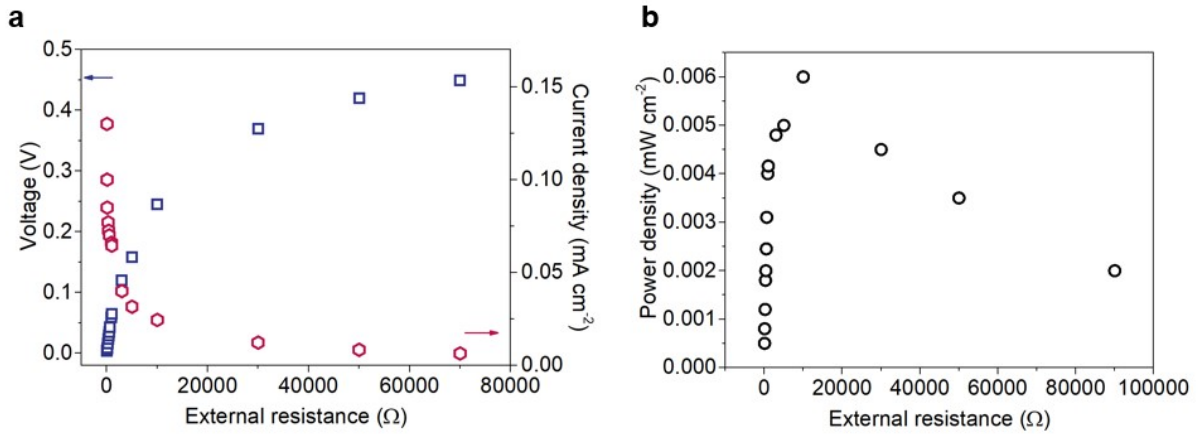 a
0.5
0.4
0.3
0.2
0.1
0.0
Voltage (V)
0.15
0.10
0.05
0.00
Current density (mA cm⁻²)
0 20000 40000 60000 80000
External resistance (Ω)
b
0.006
0.005
0.004
0.003
0.002
0.001
0.000
Power density (mW cm⁻²)
0 20000 40000 60000 80000 100000
External resistance (Ω)